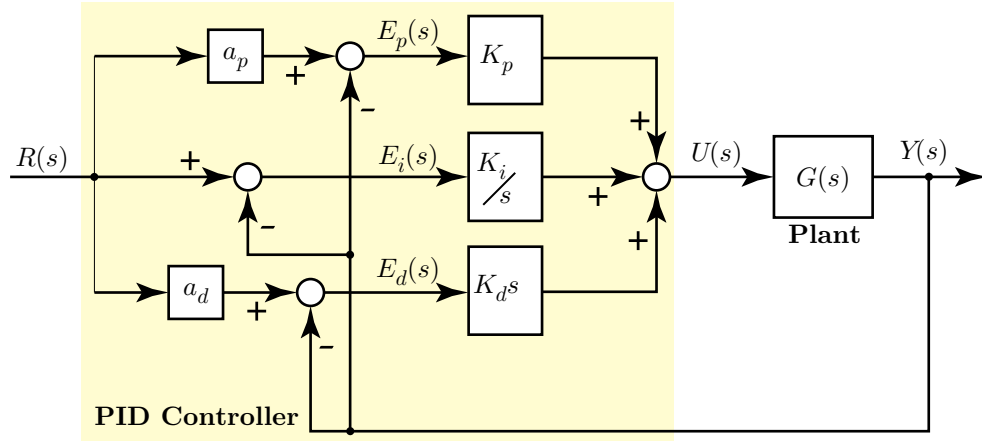 a_p
+
−
E_p(s)
K_p
R(s)
+
−
E_i(s)
K_i
/
s
+
+
+
U(s)
G(s)
Plant
Y(s)
a_d
+
−
E_d(s)
K_d s
PID Controller